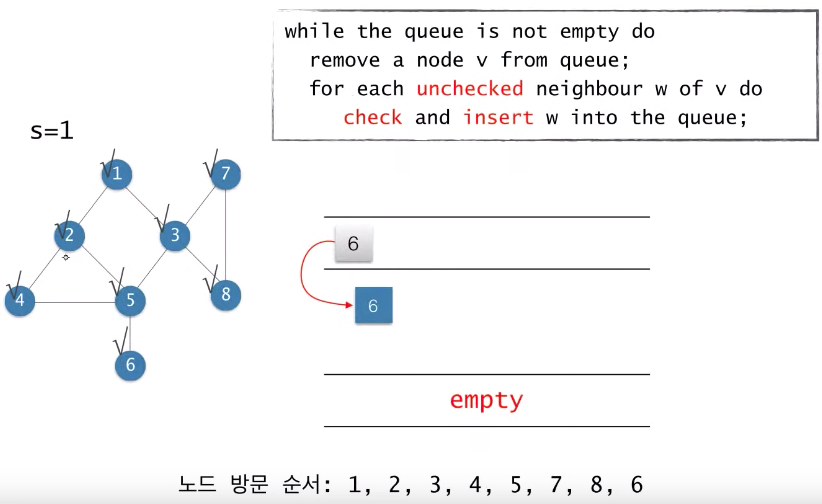 while the queue is not empty do
remove a node v from queue;
for each unchecked neighbour w of v do
check and insert w into the queue;
s=1
1
7
2
3
4
5
8
6
6
6
empty
노드 방문 순서: 1, 2, 3, 4, 5, 7, 8, 6